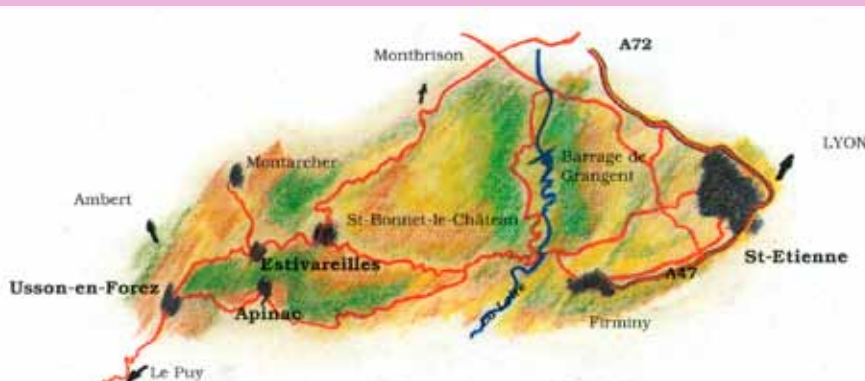 A72
Montbrison
LYON
Barrage de
Grangent
Montarcher
Ambert
St-Bonnet-le-Château
St-Etienne
Estivareilles
A47
Usson-en-Forez
Apinac
Firminy
Le Puy